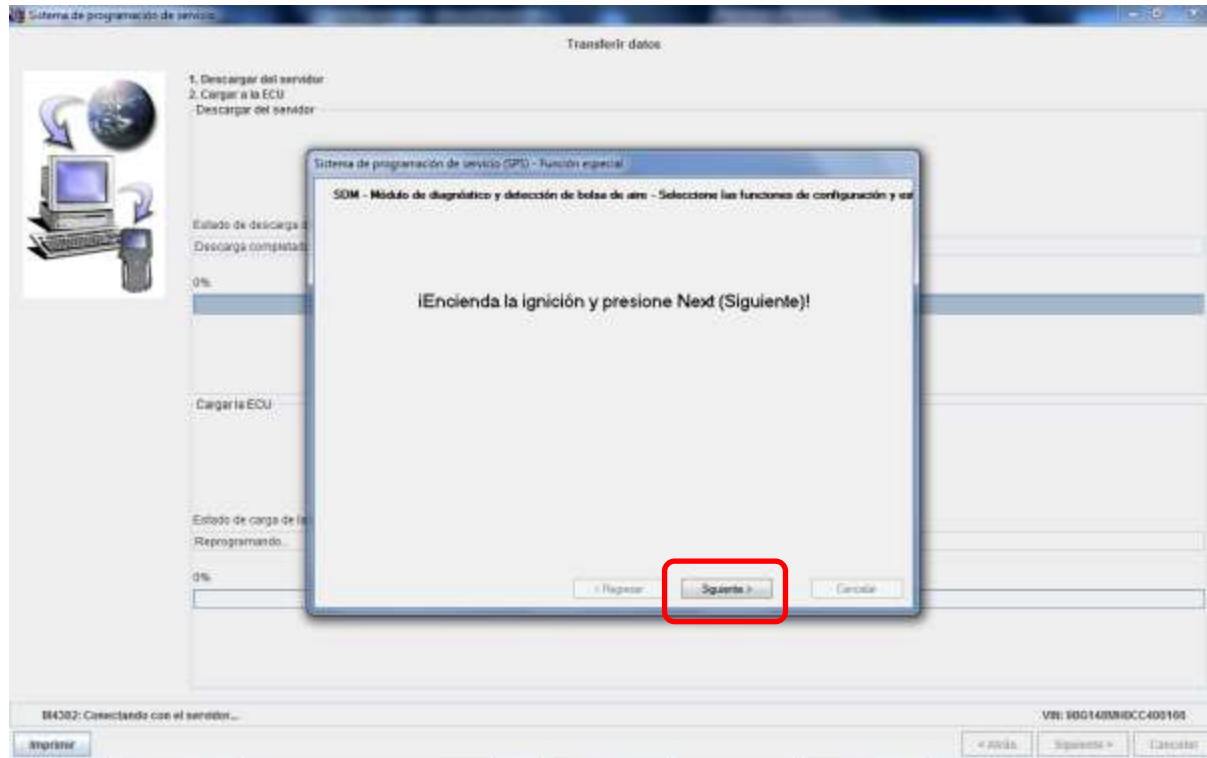 Sistema de programación de servicio
Transferir datos
1. Descargar del servidor
2. Cargar a la ECU
Descargar del servidor
Sistema de programación de servicio (SPS) - Función especial
SDM - Módulo de diagnóstico y detección de bolsa de aire - Seleccione las funciones de configuración y est
Estado de descarga d
Descarga completada
0%
¡Encienda la ignición y presione Next (Siguiente)!
Cargar la ECU
Estado de carga de la
Reprogramando...
0%
< Regresar
Siguiente >
Cancelar
Conectando con el servidor...
VIN:
Imprimir
< Atrás
Siguiente >
Cancelar